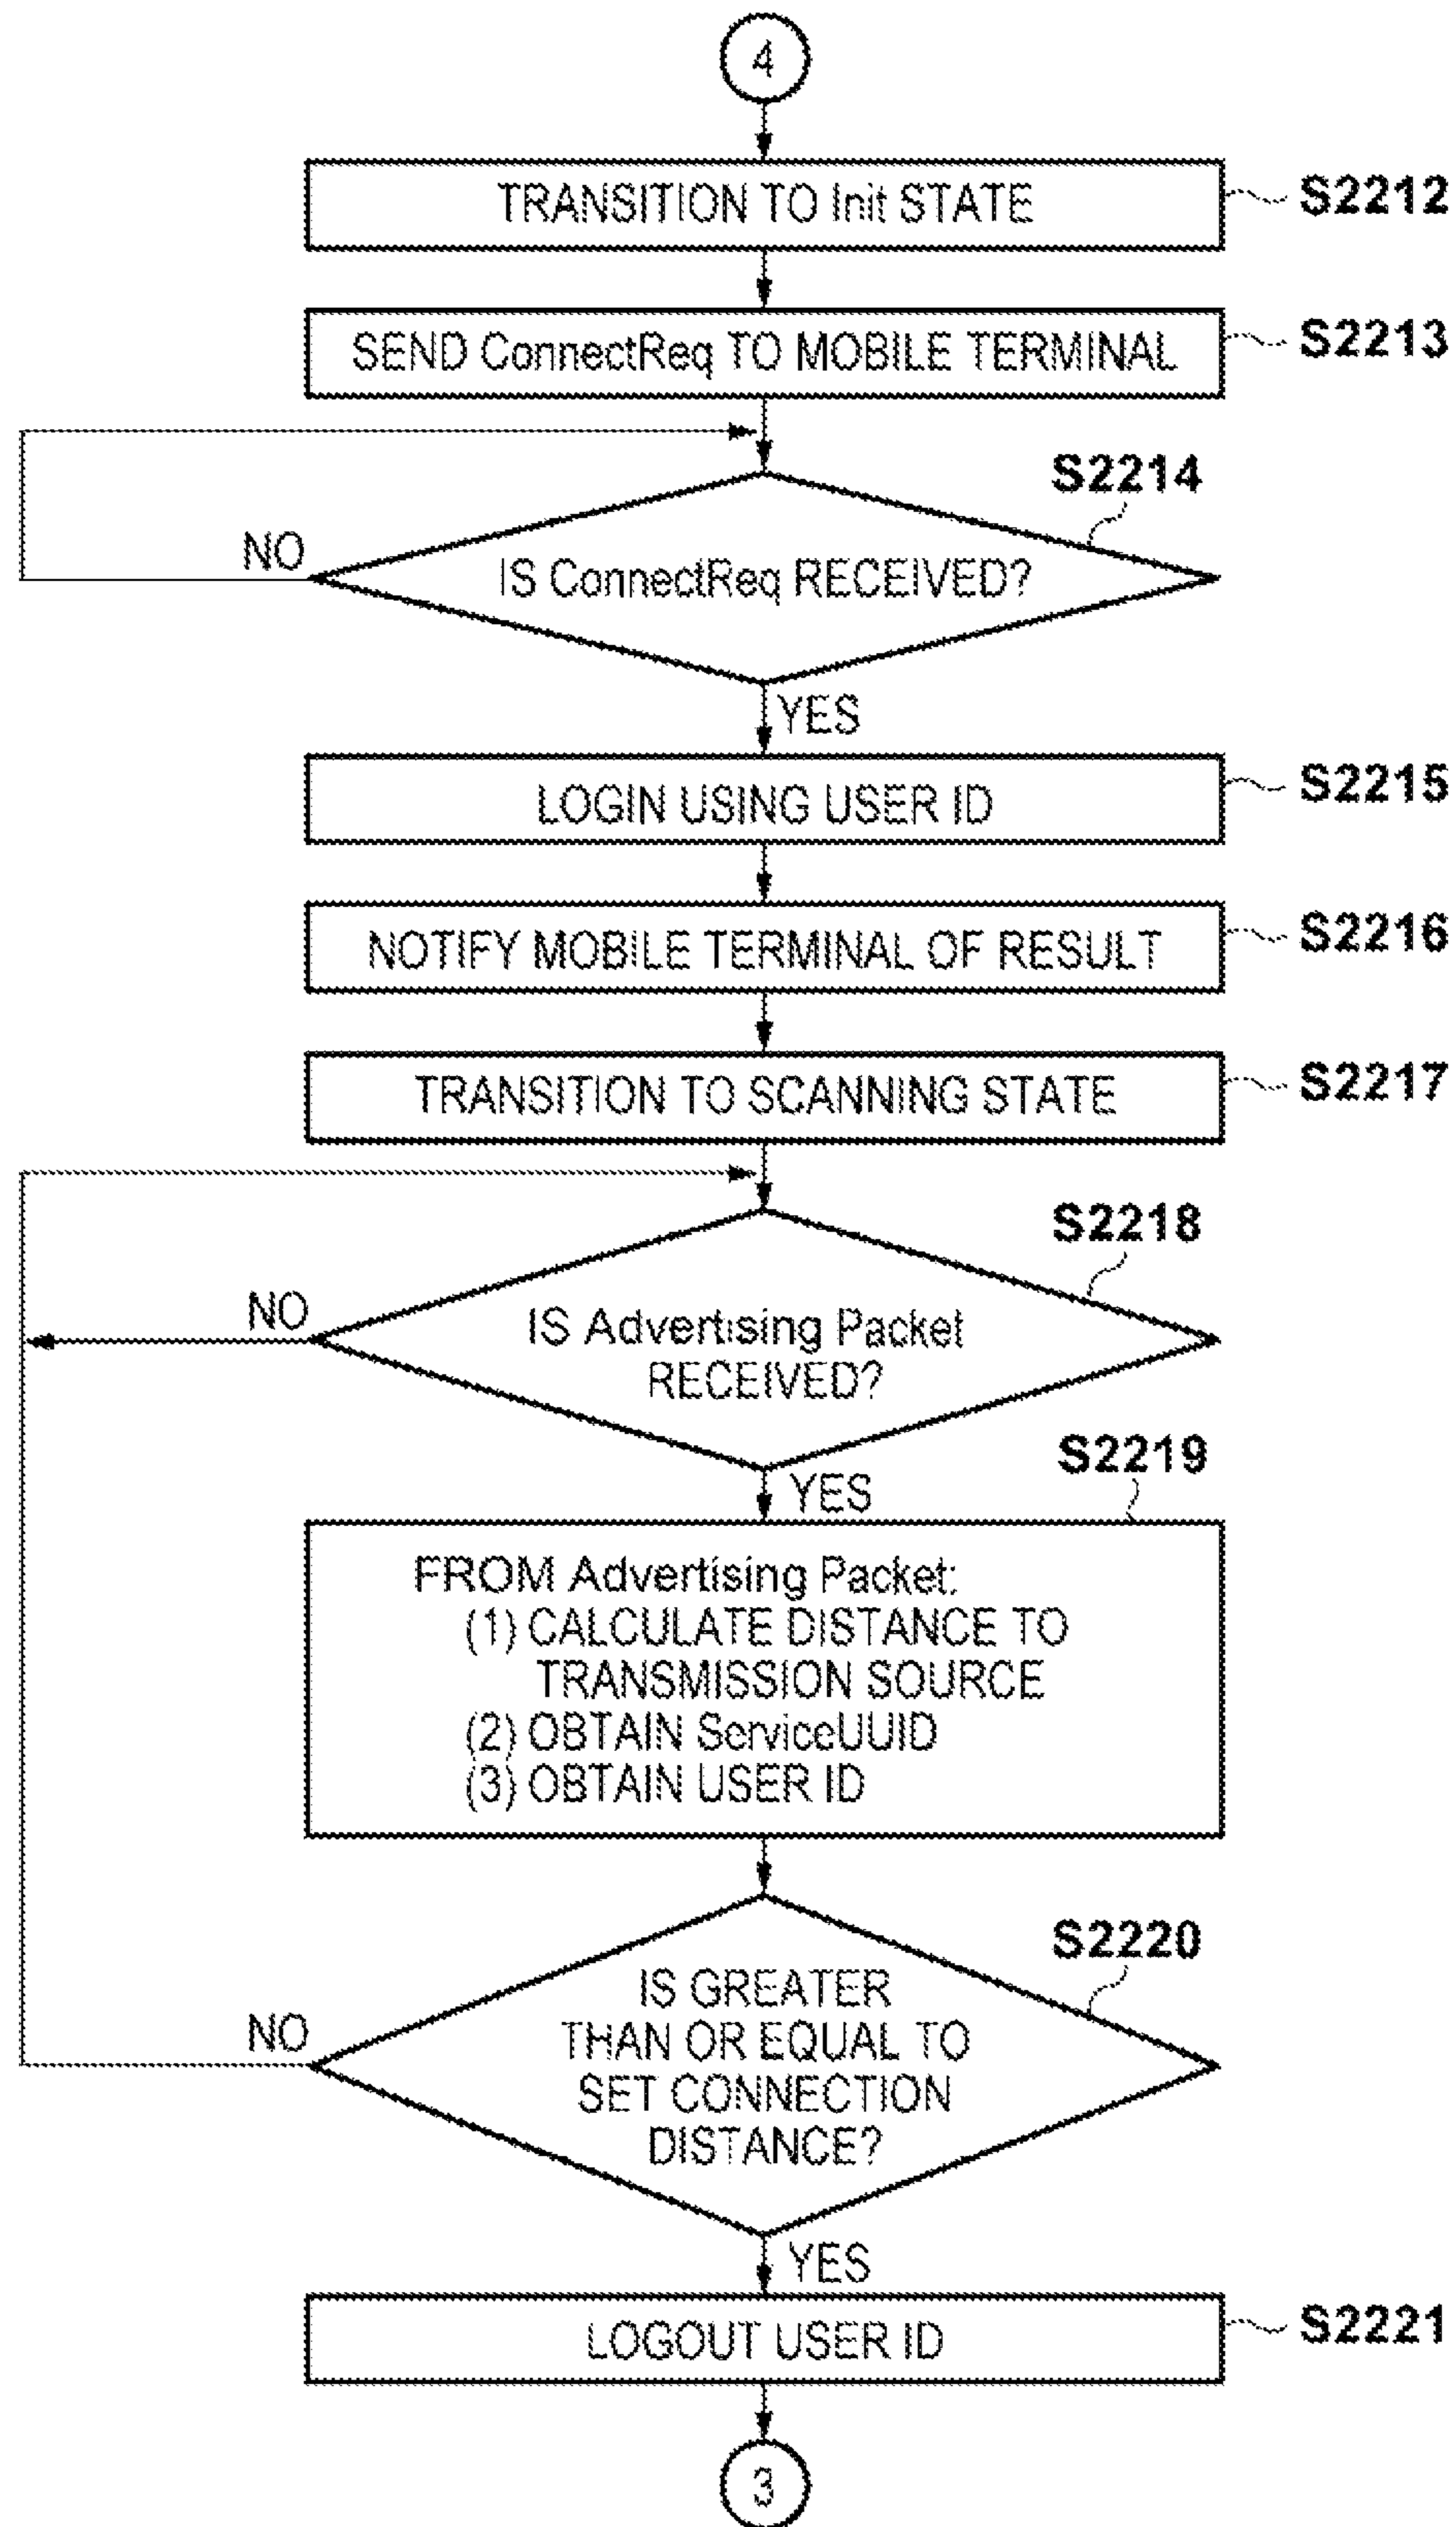 4
TRANSITION TO Init STATE
S2212
SEND ConnectReq TO MOBILE TERMINAL
S2213
S2214
NO
IS ConnectReq RECEIVED?
YES
LOGIN USING USER ID
S2215
NOTIFY MOBILE TERMINAL OF RESULT
S2216
TRANSITION TO SCANNING STATE
S2217
S2218
NO
IS Advertising Packet
RECEIVED?
S2219
YES
FROM Advertising Packet:
(1) CALCULATE DISTANCE TO
TRANSMISSION SOURCE
(2) OBTAIN ServiceUUID
(3) OBTAIN USER ID
S2220
IS GREATER
THAN OR EQUAL TO
NO
SET CONNECTION
DISTANCE?
YES
LOGOUT USER ID
S2221
3